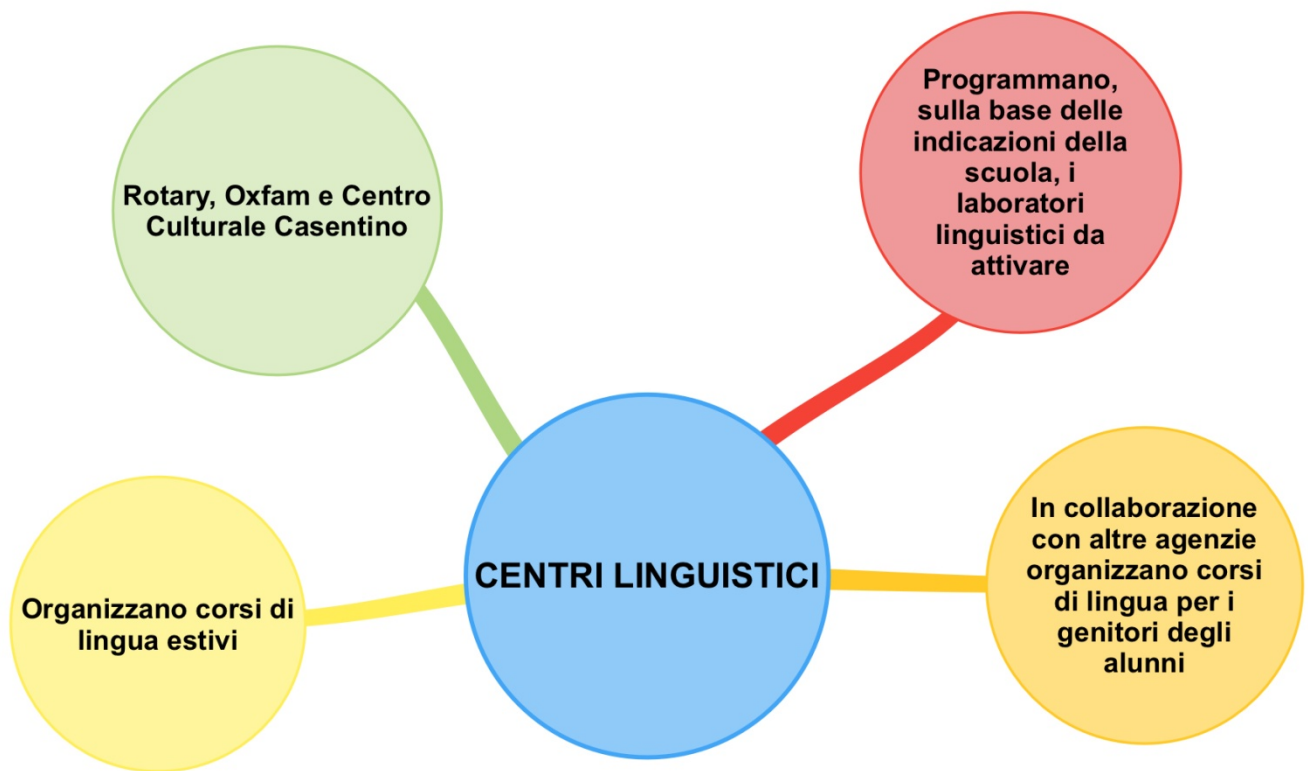 Rotary, Oxfam e Centro
Culturale Casentino
Programmano,
sulla base delle
indicazioni della
scuola, i
laboratori
linguistici da
attivare
CENTRI LINGUISTICI
Organizzano corsi di
lingua estivi
In collaborazione
con altre agenzie
organizzano corsi
di lingua per i
genitori degli
alunni